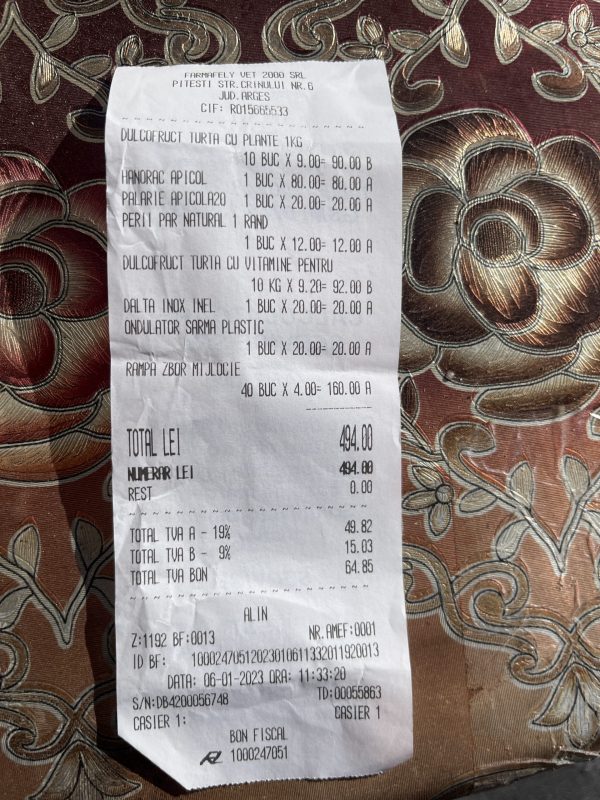 FARMAFELY VET 2000 SRL
PITESTI STR.CRINULUI NR.6
JUD.ARGES
CIF: RO15665533
DULCOFRUCT TURTA CU PLANTE 1KG
10 BUC X 9.00= 90.00 B
HANORAC APICOL 1 BUC X 80.00= 80.00 A
PALARIE APICOLA20 1 BUC X 20.00= 20.00 A
PERII PAR NATURAL 1 RAND
1 BUC X 12.00= 12.00 A
DULCOFRUCT TURTA CU VITAMINE PENTRU
10 KG X 9.20= 92.00 B
DALTA INOX INEL 1 BUC X 20.00= 20.00 A
ONDULATOR SARMA PLASTIC
1 BUC X 20.00= 20.00 A
RAMPA ZBOR MIJLOCIE
40 BUC X 4.00= 160.00 A
TOTAL LEI 494.00
NUMERAR LEI 494.00
REST 0.00
TOTAL TVA A - 19% 49.82
TOTAL TVA B - 9% 15.03
TOTAL TVA BON 64.85
ALIN
Z:1192 BF:0013 NR.AMEF:0001
ID BF: 1000247051202301061133201192​0013
DATA: 06-01-2023 ORA: 11:33:20
S/N:DB4200056748 TD:00055863
CASIER 1: CASIER 1
BON FISCAL
1000247051